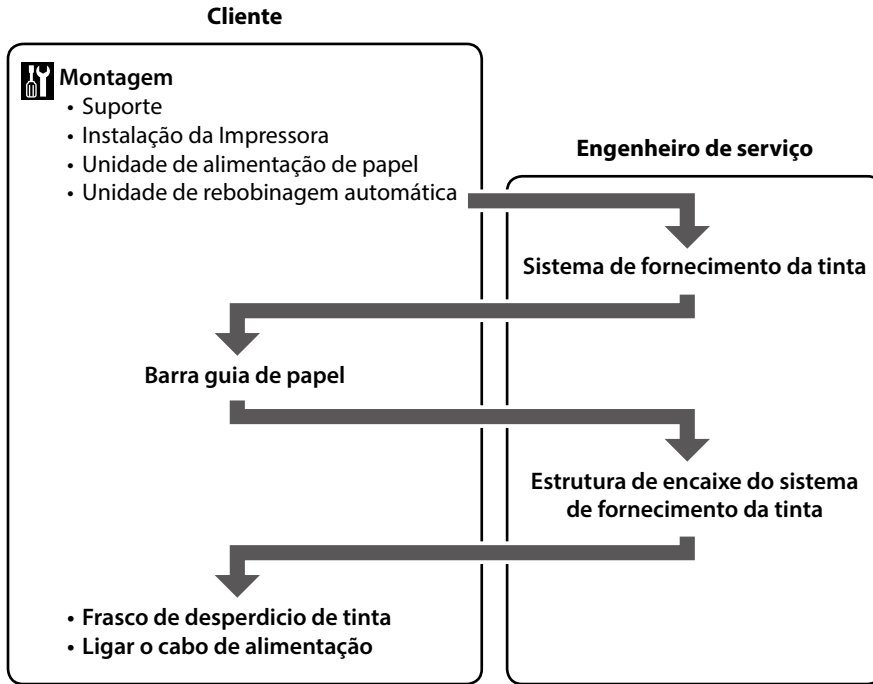 Cliente
Montagem
• Suporte
• Instalação da Impressora
• Unidade de alimentação de papel
• Unidade de rebobinagem automática
Engenheiro de serviço
Sistema de fornecimento da tinta
Barra guia de papel
Estrutura de encaixe do sistema
de fornecimento da tinta
• Frasco de desperdicio de tinta
• Ligar o cabo de alimentação